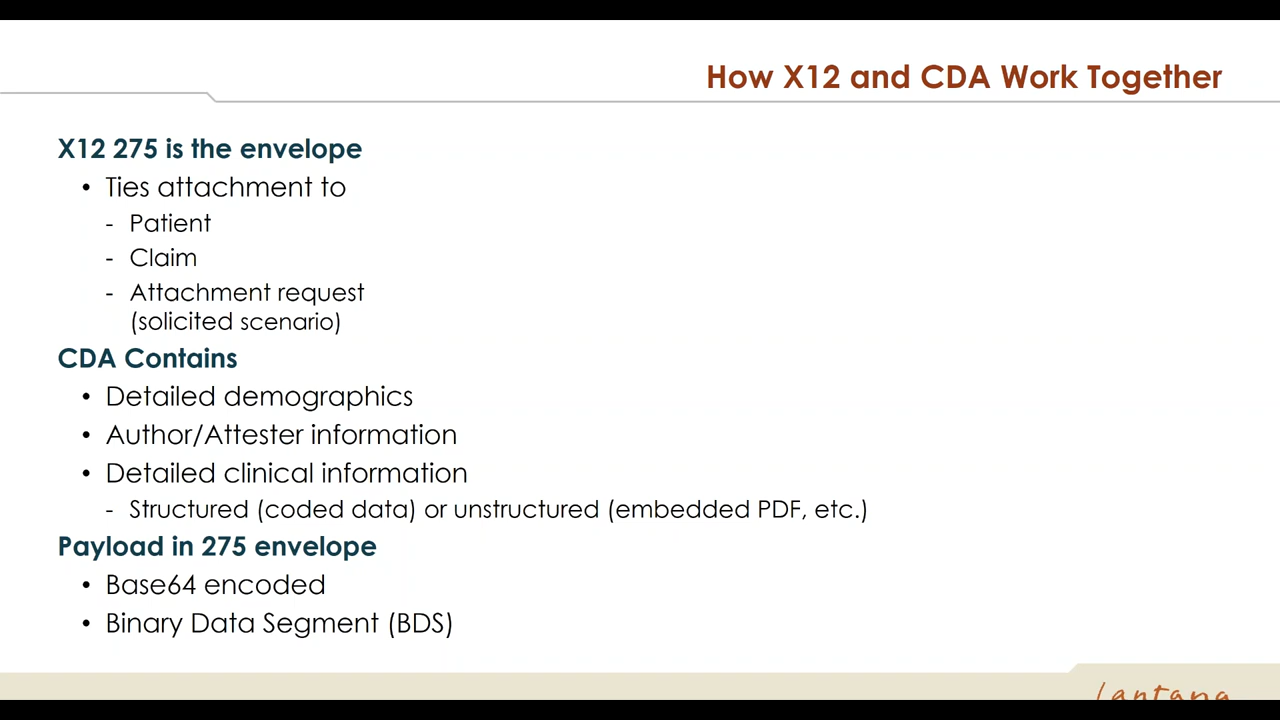 How X12 and CDA Work Together
X12 275 is the envelope
• Ties attachment to
- Patient
- Claim
- Attachment request
(solicited scenario)
CDA Contains
• Detailed demographics
• Author/Attester information
• Detailed clinical information
- Structured (coded data) or unstructured (embedded PDF, etc.)
Payload in 275 envelope
• Base64 encoded
• Binary Data Segment (BDS)
lantana